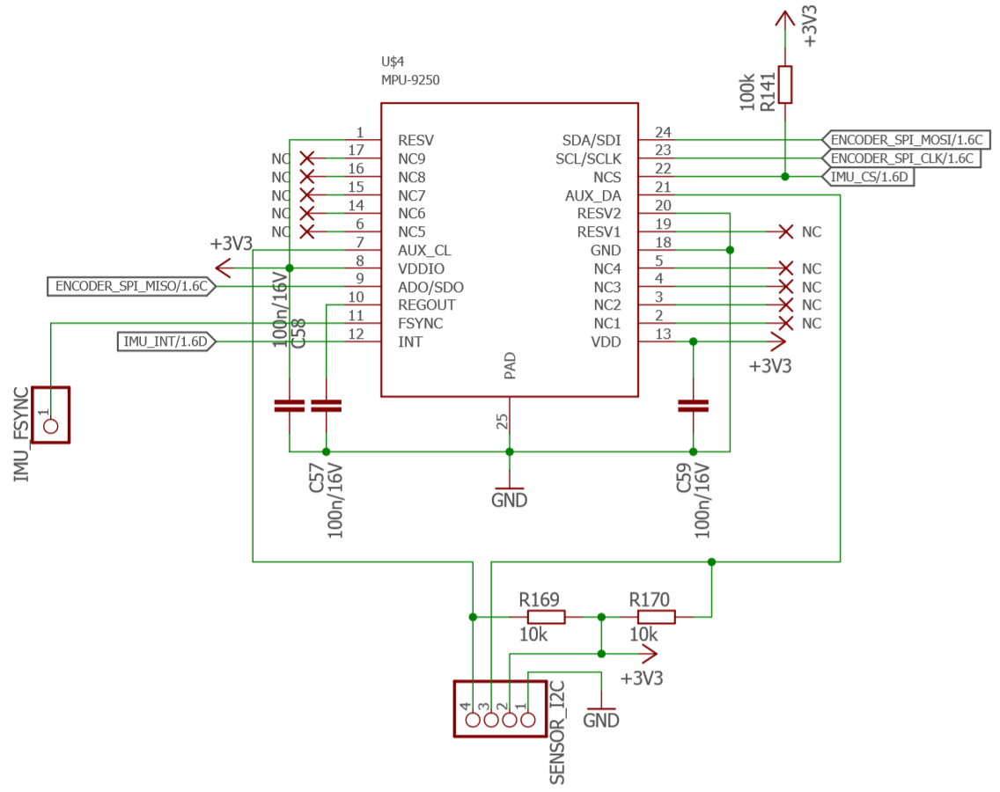 +3V3
U$4
MPU-9250
100k
R141
1 RESV
17 NC9
16 NC8
15 NC7
14 NC6
6 NC5
7 AUX_CL
8 VDDIO
9 ADO/SDO
10 REGOUT
11 FSYNC
12 INT
SDA/SDI 24
SCL/SCLK 23
NCS 22
AUX_DA 21
RESV2 20
RESV1 19
GND 18
NC4 5
NC3 4
NC2 3
NC1 2
VDD 13
PAD
25
NC
NC
NC
NC
NC
+3V3
ENCODER_SPI_MISO/1.6C
IMU_INT/1.6D
100n/16V
C58
ENCODER_SPI_MOSI/1.6C
ENCODER_SPI_CLK/1.6C
IMU_CS/1.6D
NC
NC
NC
NC
NC
+3V3
IMU_FSYNC
1
C57
100n/16V
GND
C59
100n/16V
R169
10k
R170
10k
+3V3
4 3 2 1
SENSOR_I2C
GND